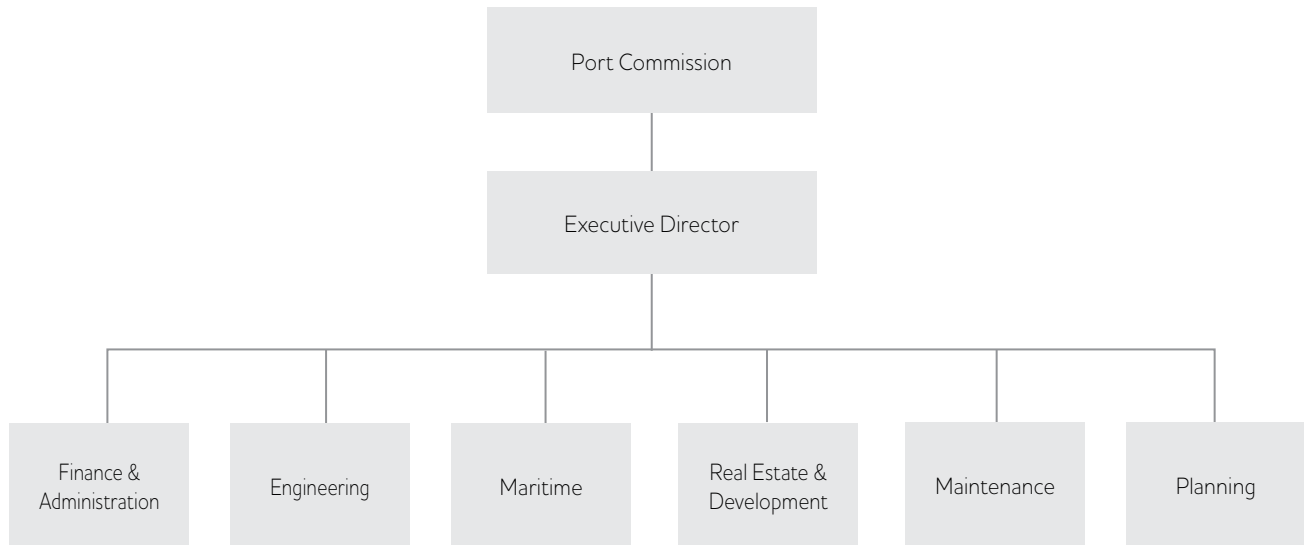 Port Commission
Executive Director
Finance &
Administration
Engineering
Maritime
Real Estate &
Development
Maintenance
Planning